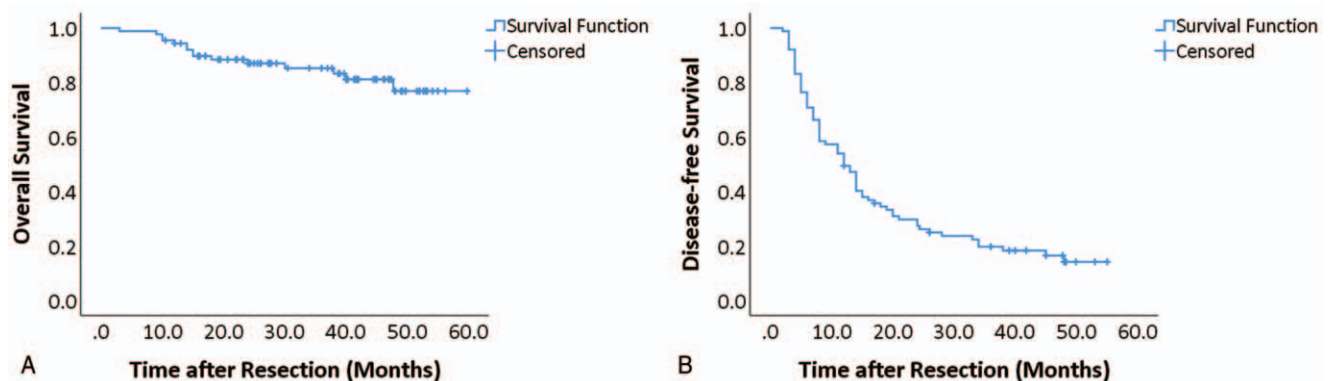 Overall Survival
1.0
0.8
0.6
0.4
0.2
0.0
.0 10.0 20.0 30.0 40.0 50.0 60.0
Time after Resection (Months)
A
Survival Function
Censored
Disease-free Survival
1.0
0.8
0.6
0.4
0.2
0.0
.0 10.0 20.0 30.0 40.0 50.0 60.0
Time after Resection (Months)
B
Survival Function
Censored